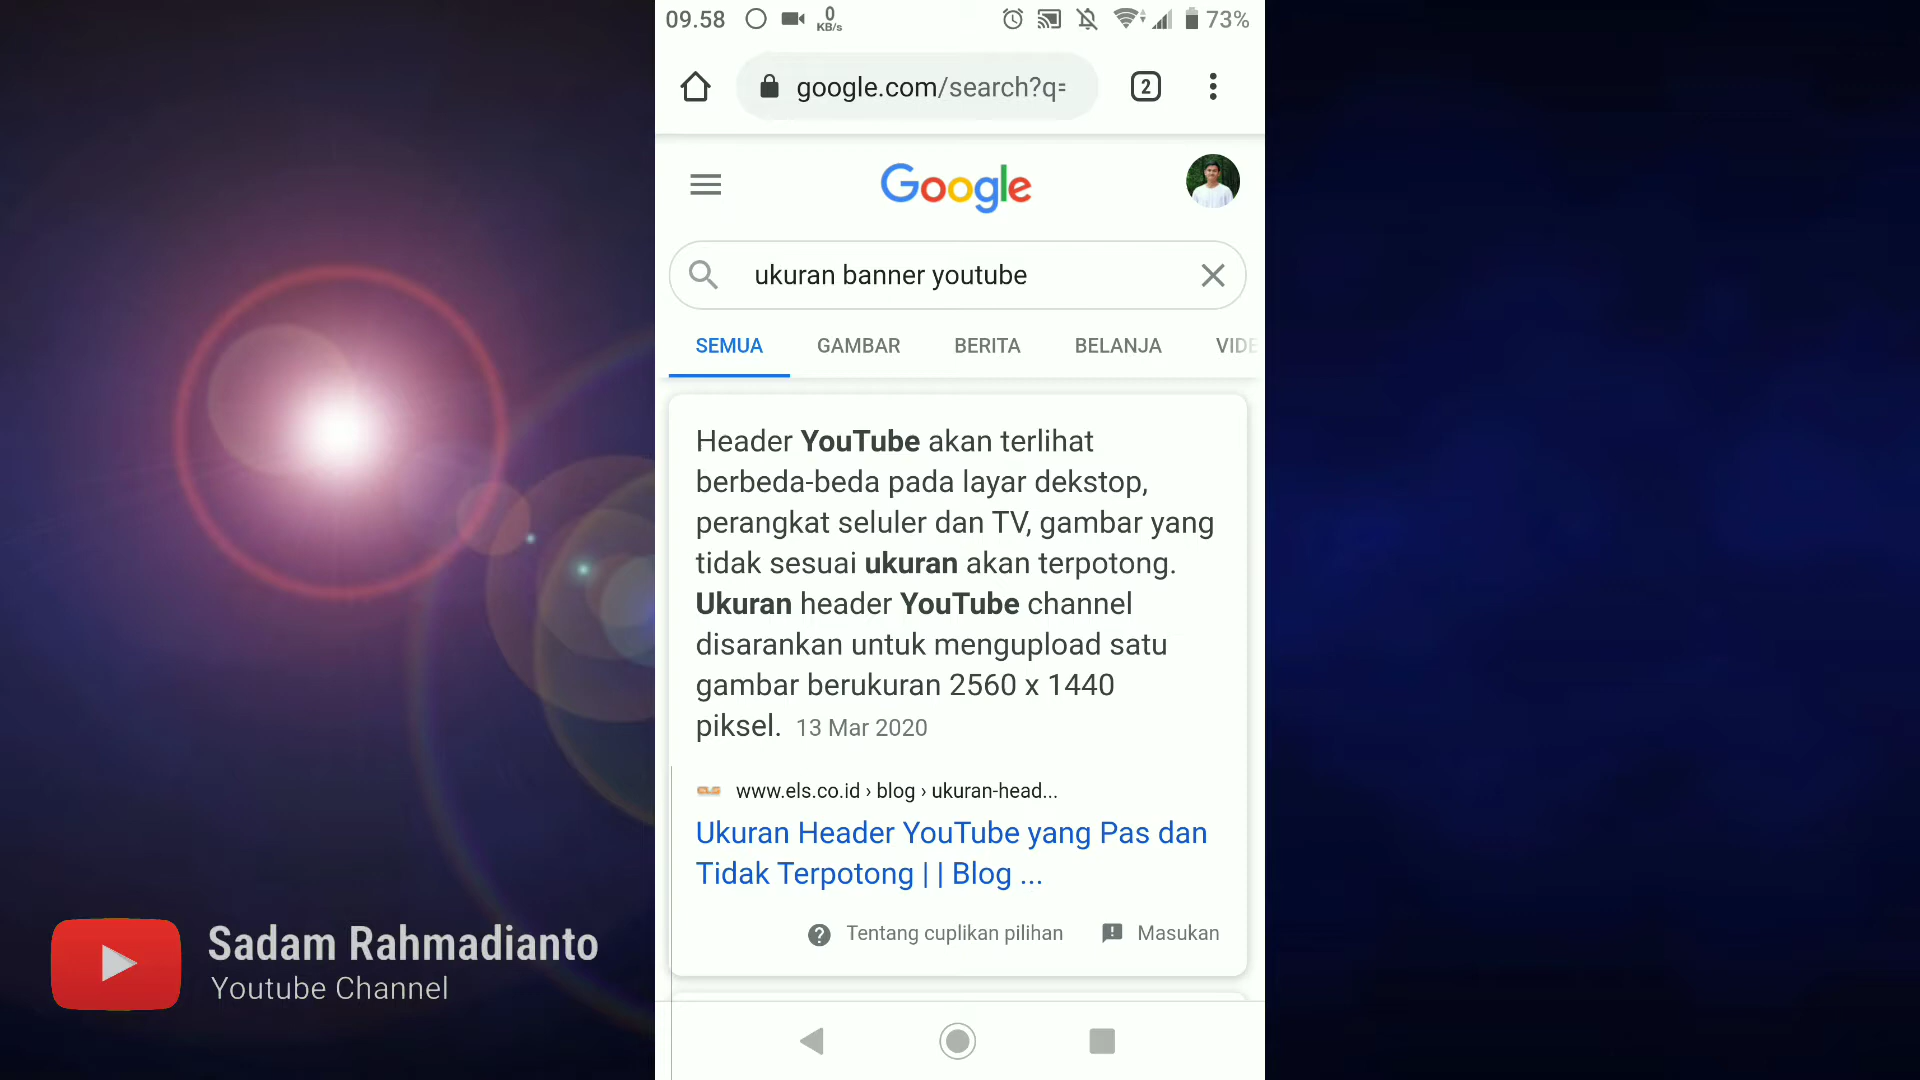 09.58 0 KB/s 73%
google.com/search?q= 2
Google
ukuran banner youtube
SEMUA GAMBAR BERITA BELANJA VIDE
Header YouTube akan terlihat
berbeda-beda pada layar dekstop,
perangkat seluler dan TV, gambar yang
tidak sesuai ukuran akan terpotong.
Ukuran header YouTube channel
disarankan untuk mengupload satu
gambar berukuran 2560 x 1440
piksel. 13 Mar 2020
www.els.co.id › blog › ukuran-head...
Ukuran Header YouTube yang Pas dan
Tidak Terpotong | | Blog ...
Tentang cuplikan pilihan Masukan
Sadam Rahmadianto
Youtube Channel